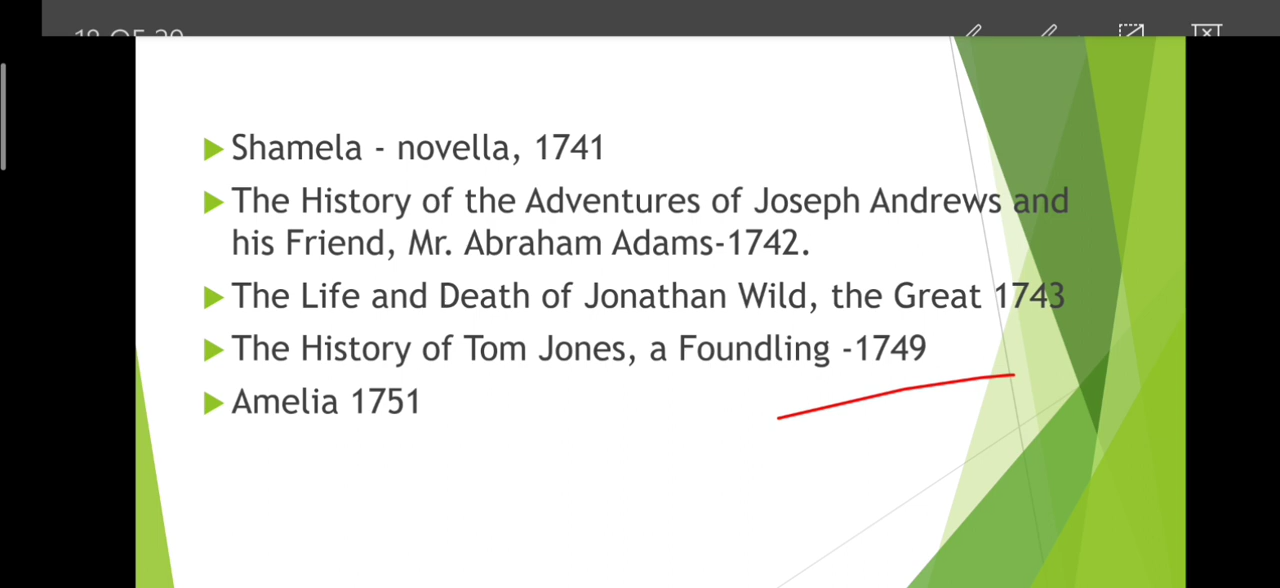 Shamela - novella, 1741
The History of the Adventures of Joseph Andrews and
his Friend, Mr. Abraham Adams-1742.
The Life and Death of Jonathan Wild, the Great 1743
The History of Tom Jones, a Foundling -1749
Amelia 1751